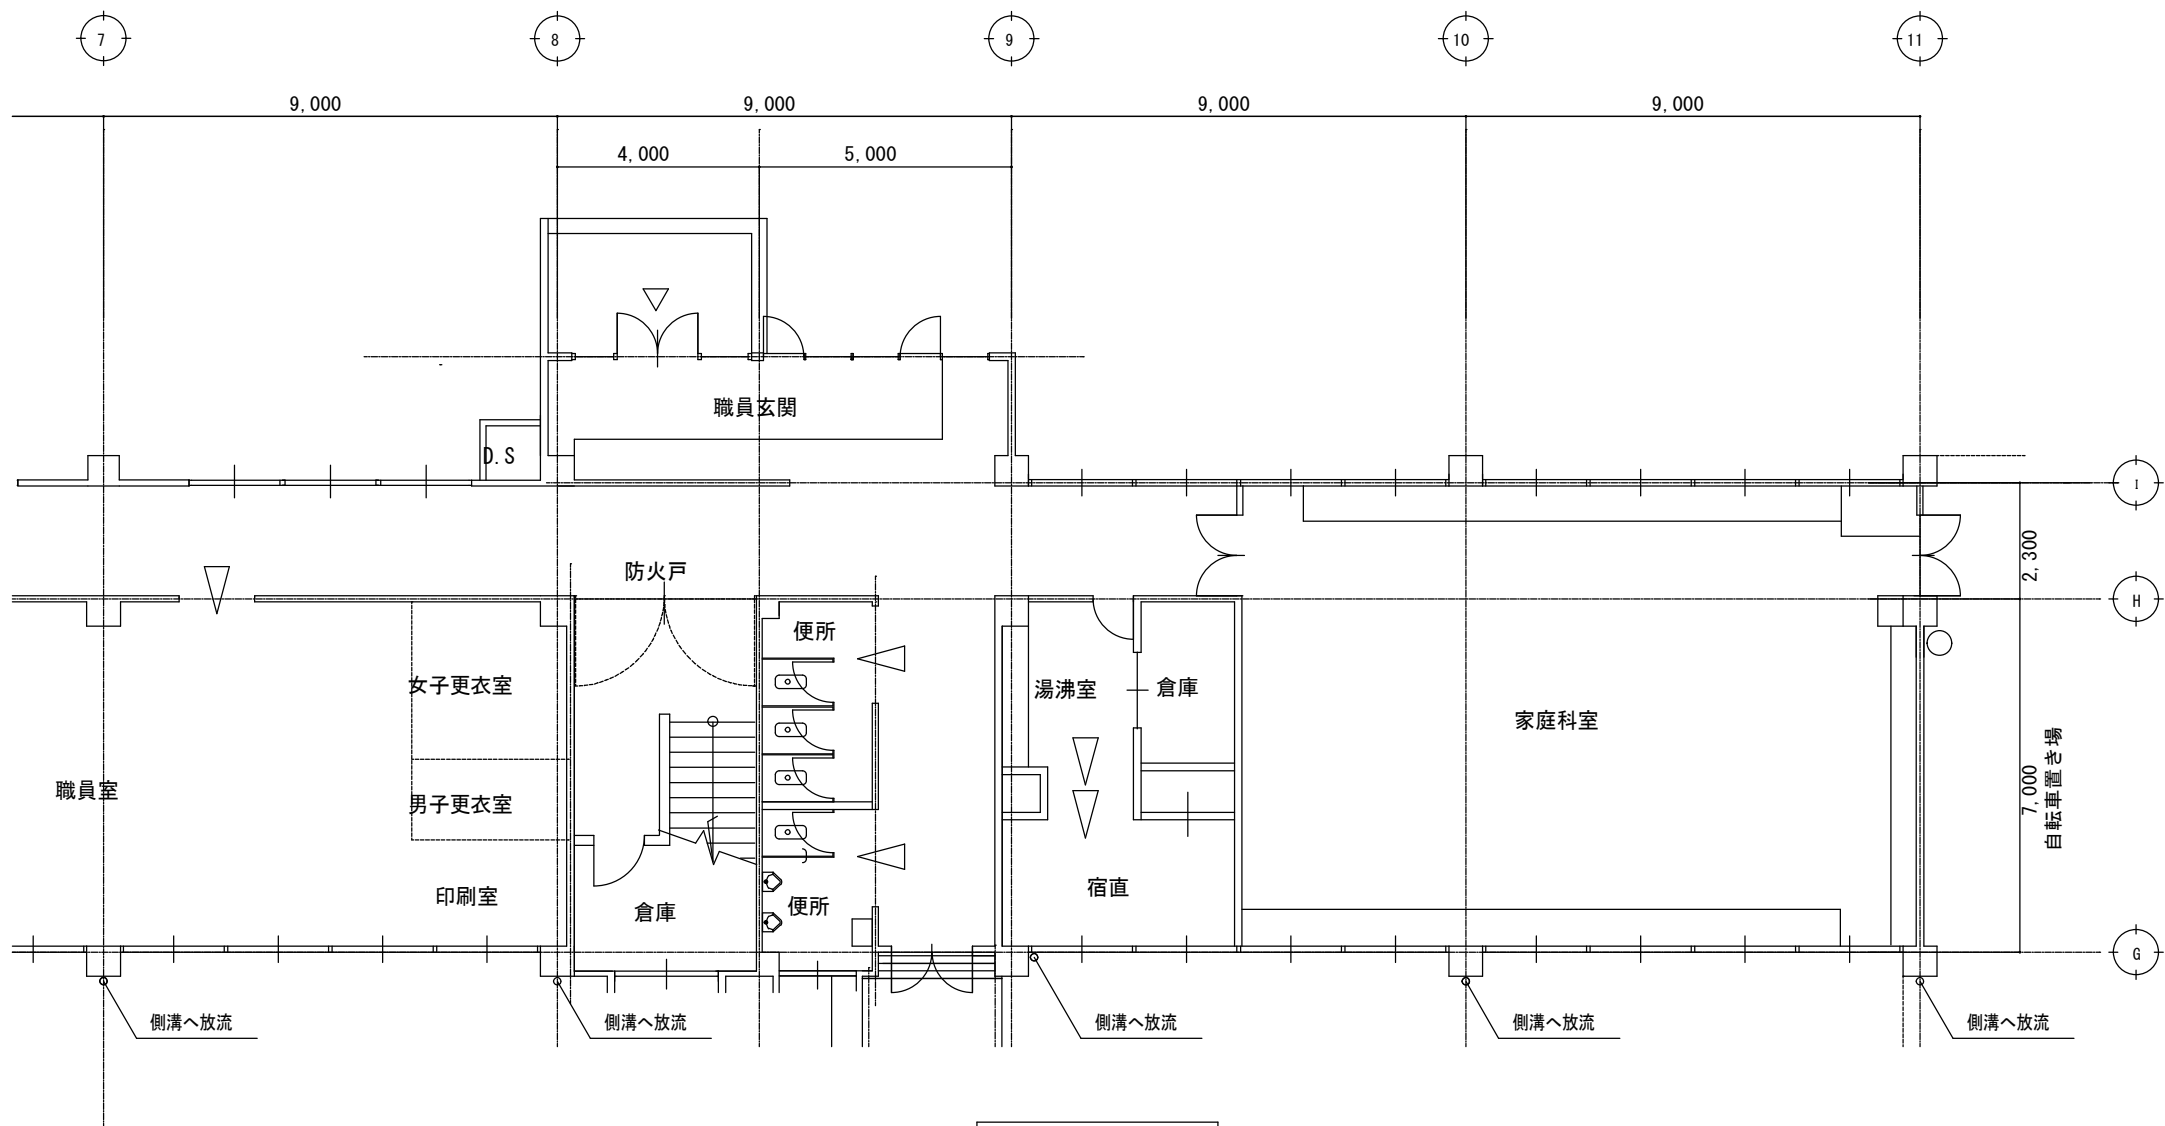 7
8
9
10
11
9,000
9,000
9,000
9,000
4,000
5,000
職員玄関
D.S
I
2,300
防火戸
H
便所
女子更衣室
湯沸室
倉庫
家庭科室
職員室
男子更衣室
7,000
自転車置き場
印刷室
倉庫
便所
宿直
G
側溝へ放流
側溝へ放流
側溝へ放流
側溝へ放流
側溝へ放流